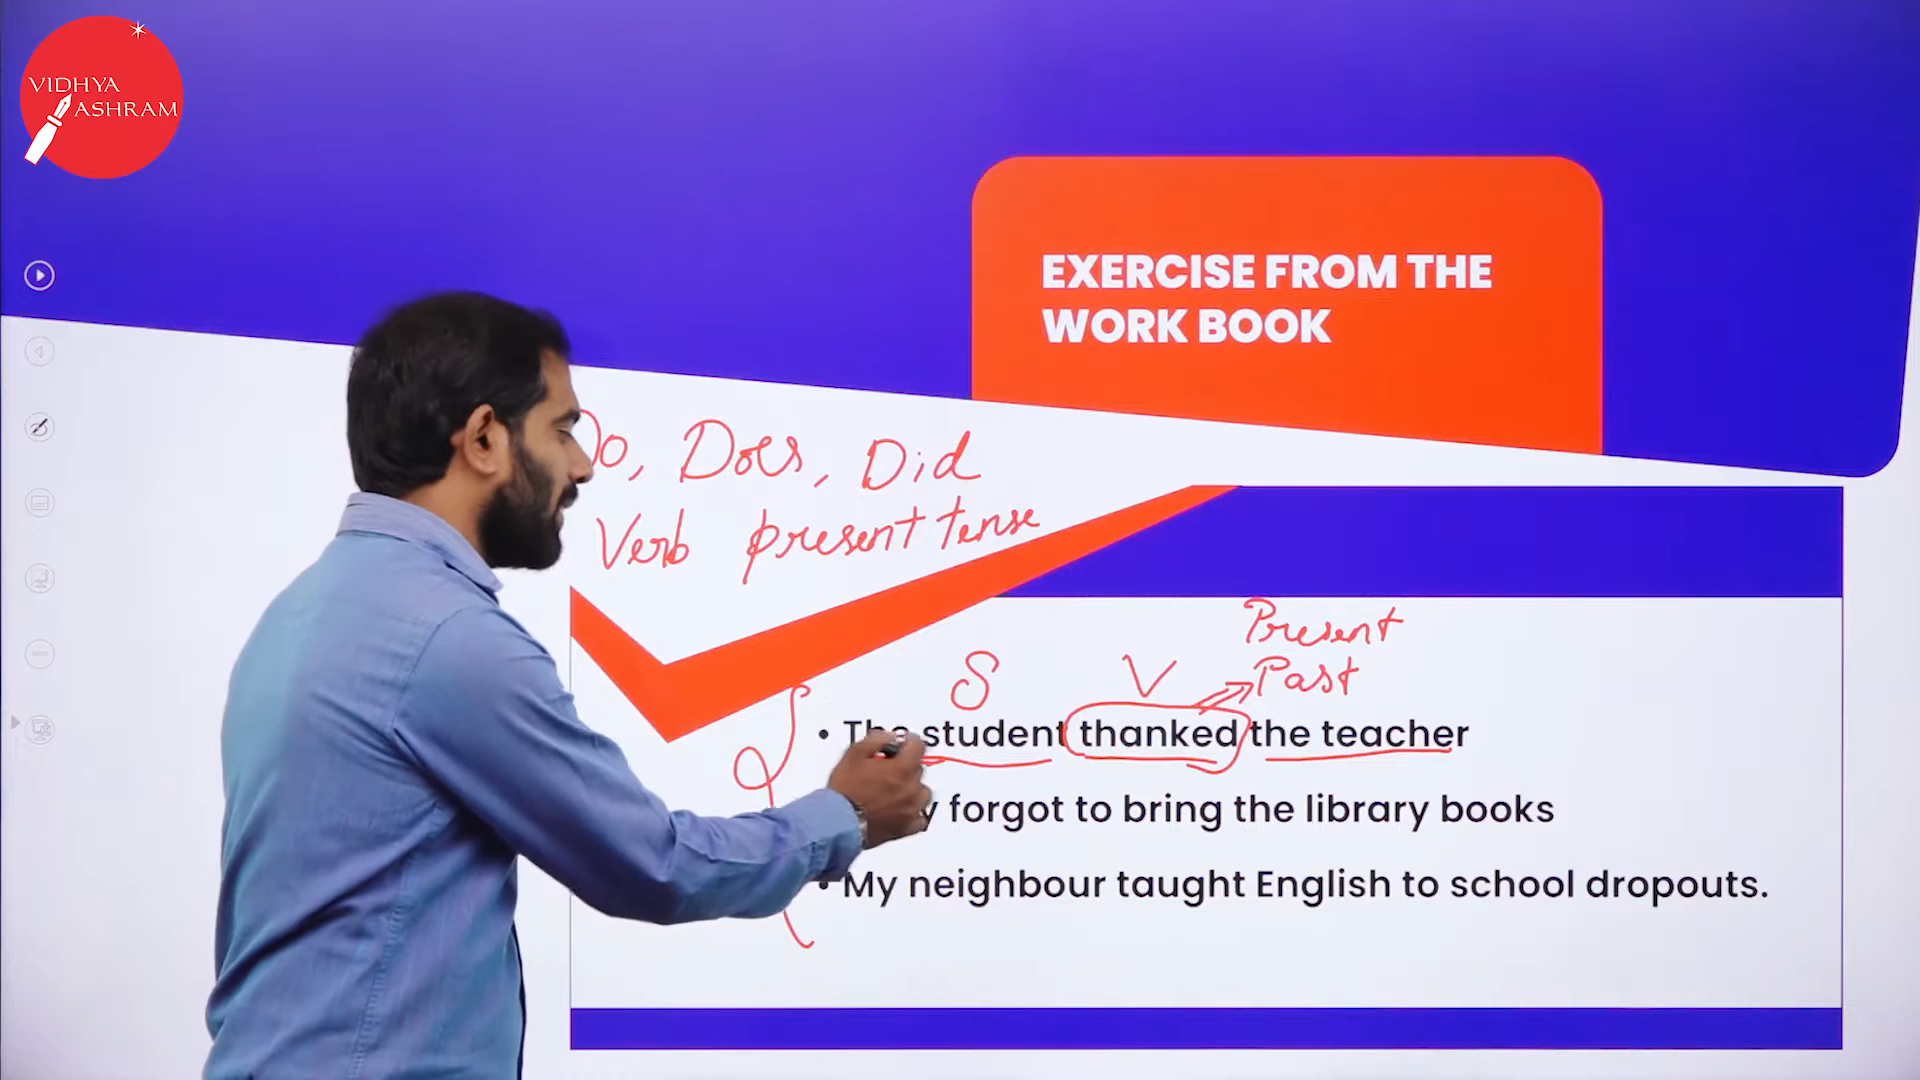 VIDHYA
ASHRAM
EXERCISE FROM THE
WORK BOOK
Do, Does, Did
Verb present tense
Present
S V Past
• The student thanked the teacher
forgot to bring the library books
• My neighbour taught English to school dropouts.